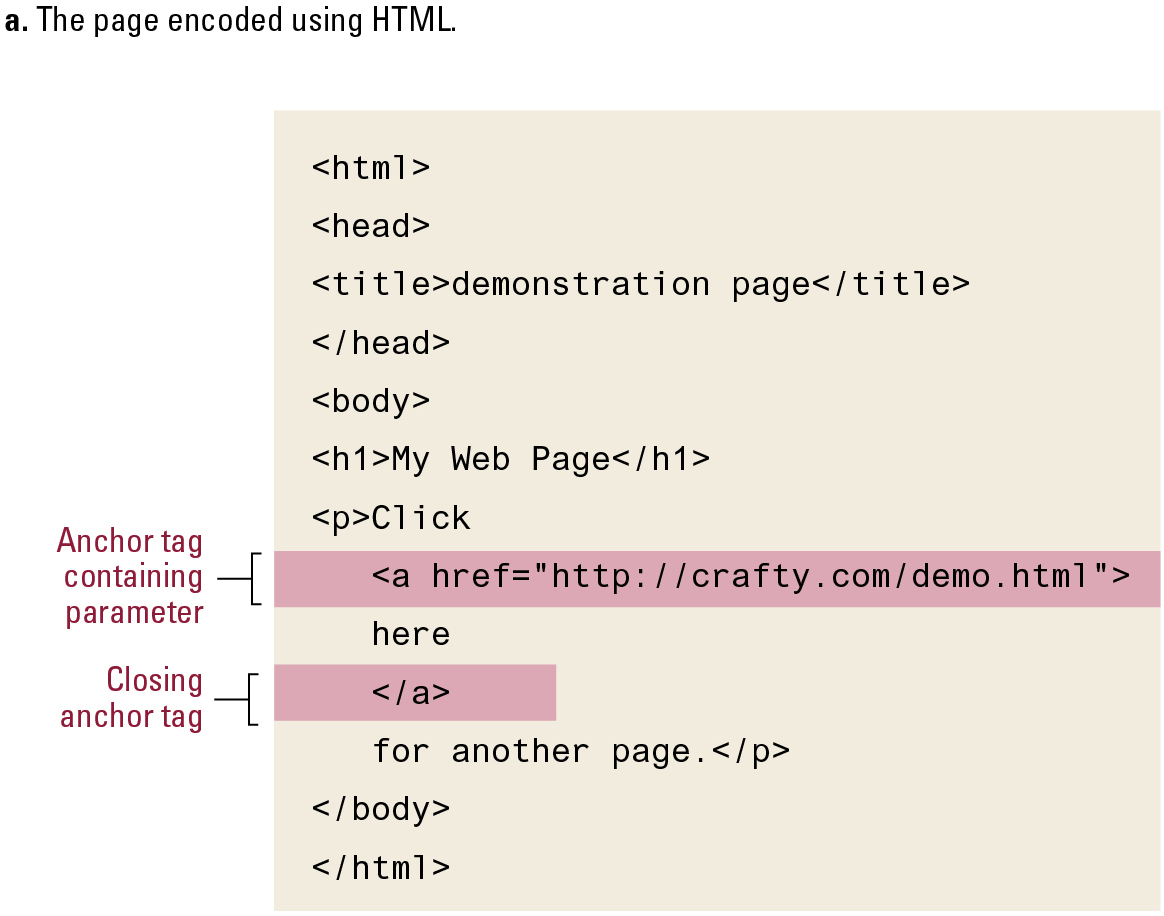 a. The page encoded using HTML.
<html>
<head>
<title>demonstration page</title>
</head>
<body>
<h1>My Web Page</h1>
<p>Click
Anchor tag
containing
parameter
<a href="http://crafty.com/demo.html">
here
Closing
anchor tag
</a>
for another page.</p>
</body>
</html>